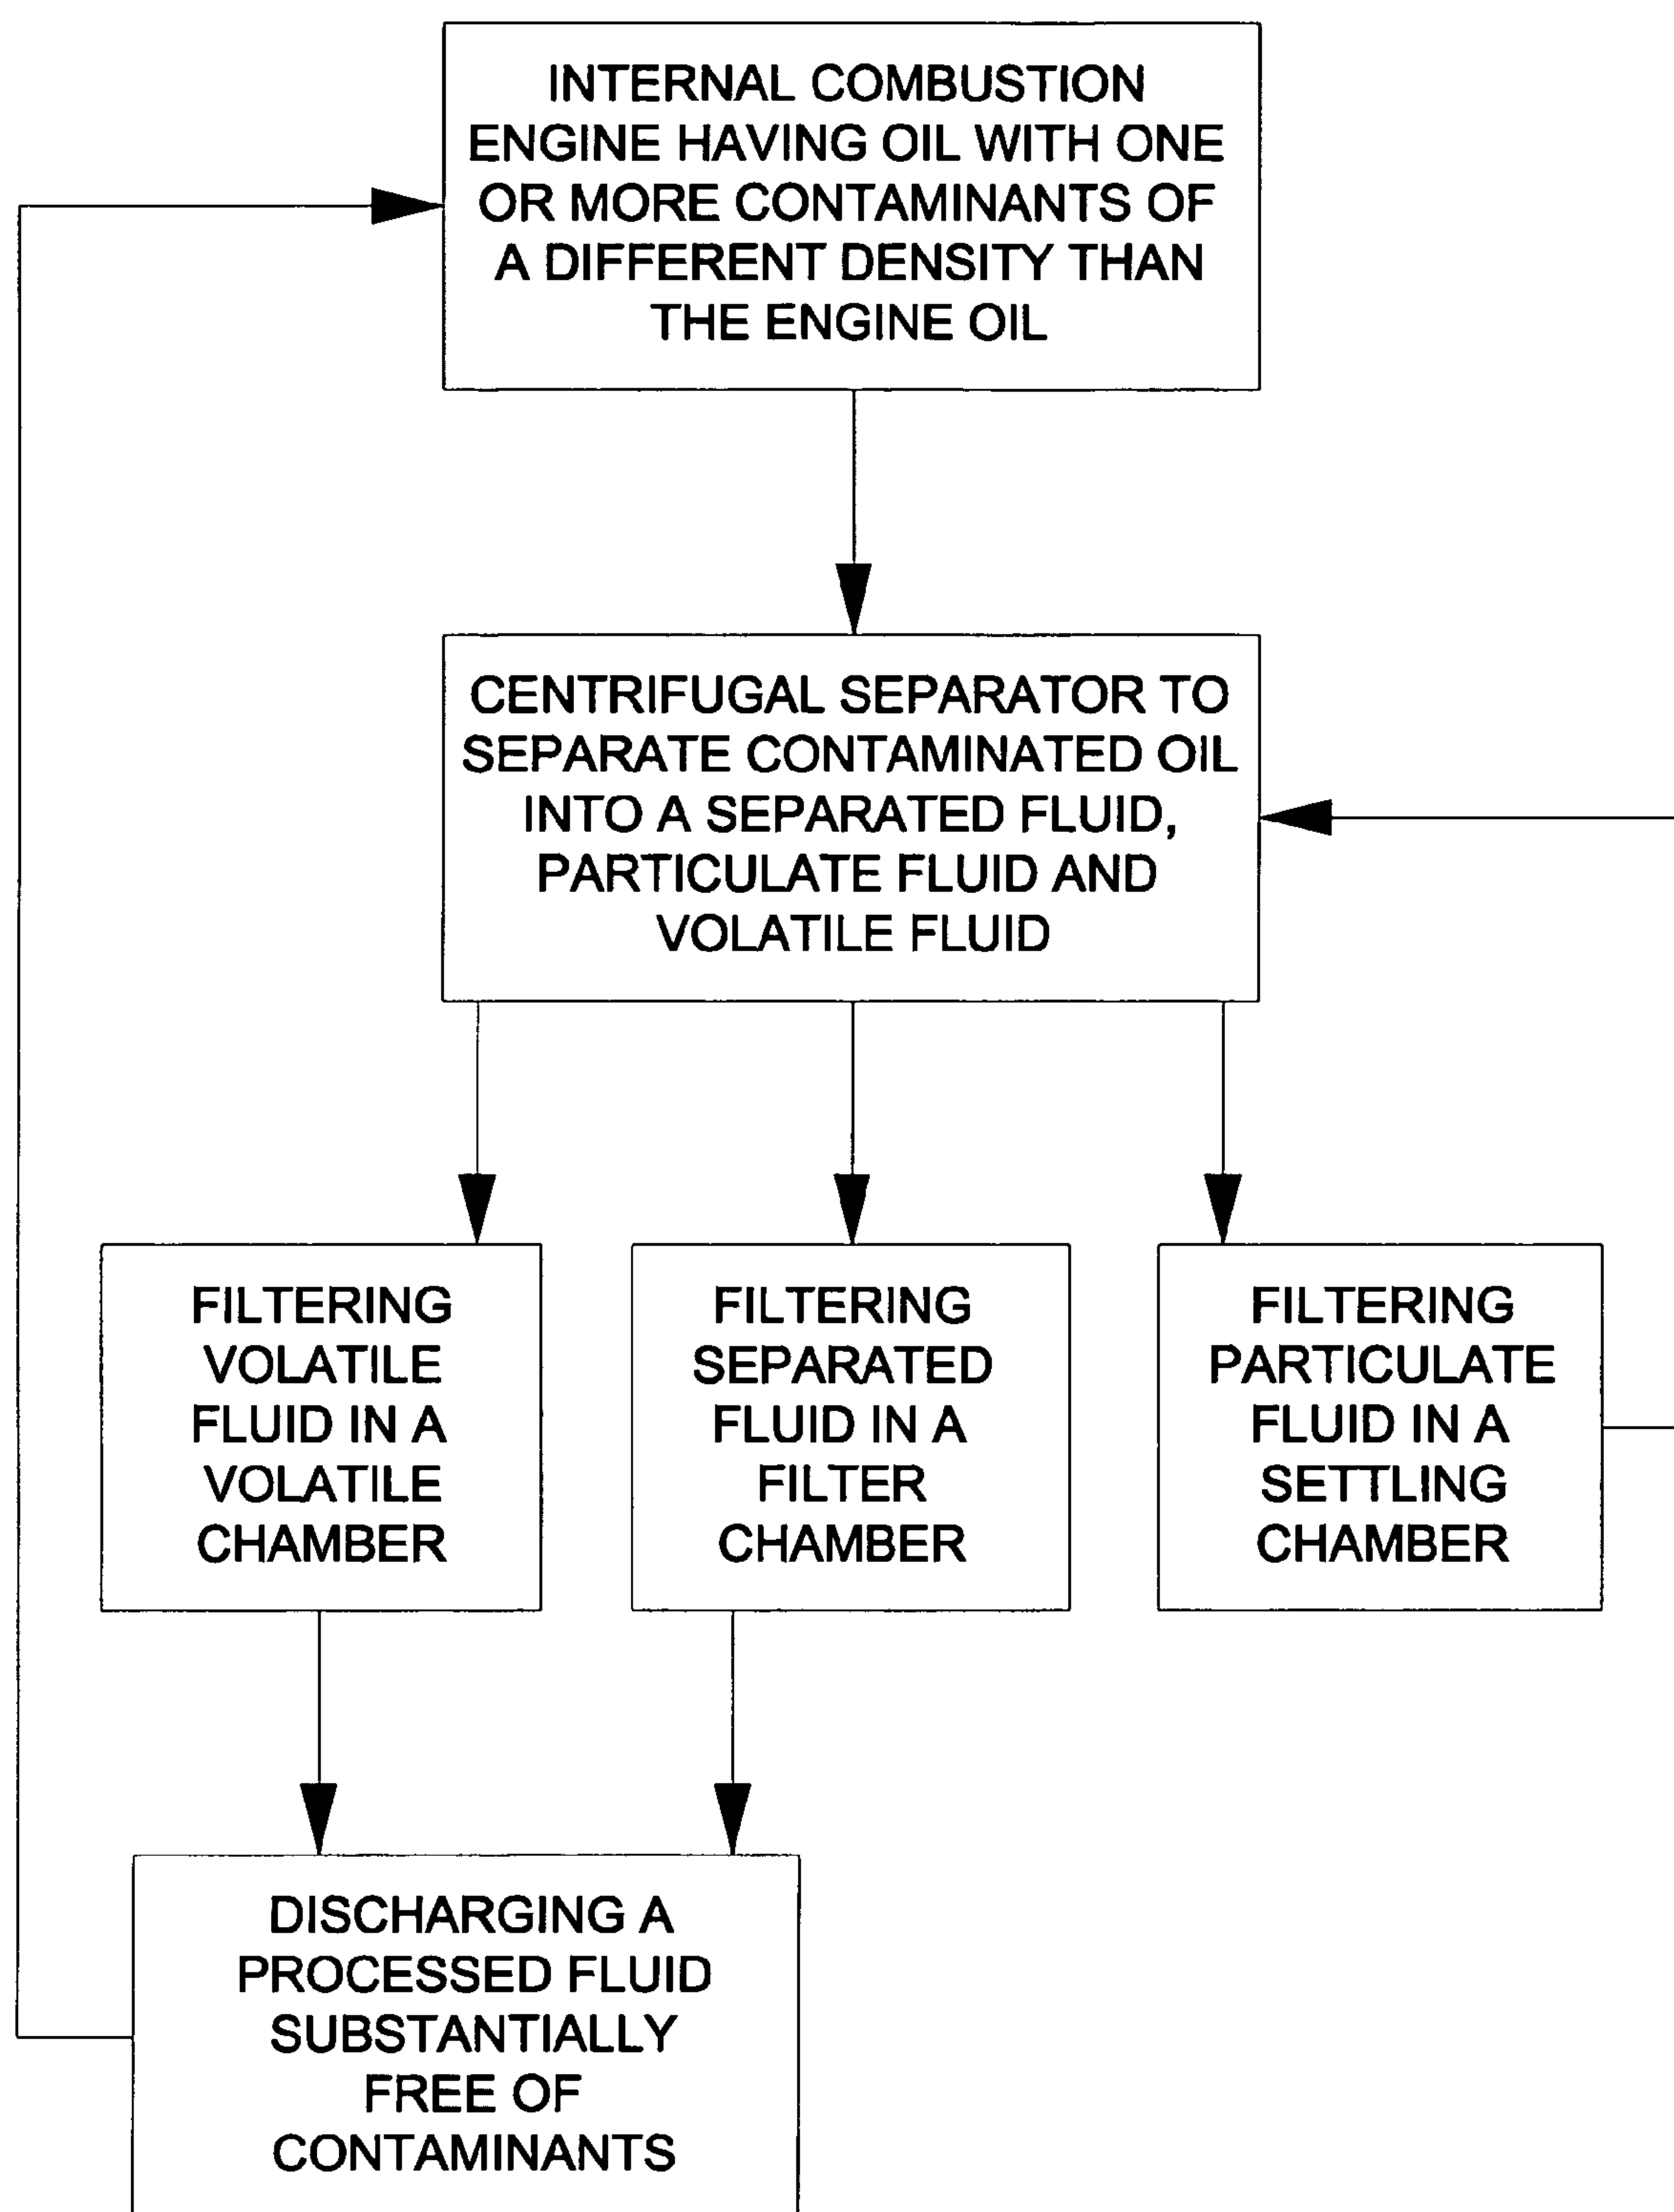 INTERNAL COMBUSTION
ENGINE HAVING OIL WITH ONE
OR MORE CONTAMINANTS OF
A DIFFERENT DENSITY THAN
THE ENGINE OIL
CENTRIFUGAL SEPARATOR TO
SEPARATE CONTAMINATED OIL
INTO A SEPARATED FLUID,
PARTICULATE FLUID AND
VOLATILE FLUID
FILTERING
VOLATILE
FLUID IN A
VOLATILE
CHAMBER
FILTERING
SEPARATED
FLUID IN A
FILTER
CHAMBER
FILTERING
PARTICULATE
FLUID IN A
SETTLING
CHAMBER
DISCHARGING A
PROCESSED FLUID
SUBSTANTIALLY
FREE OF
CONTAMINANTS